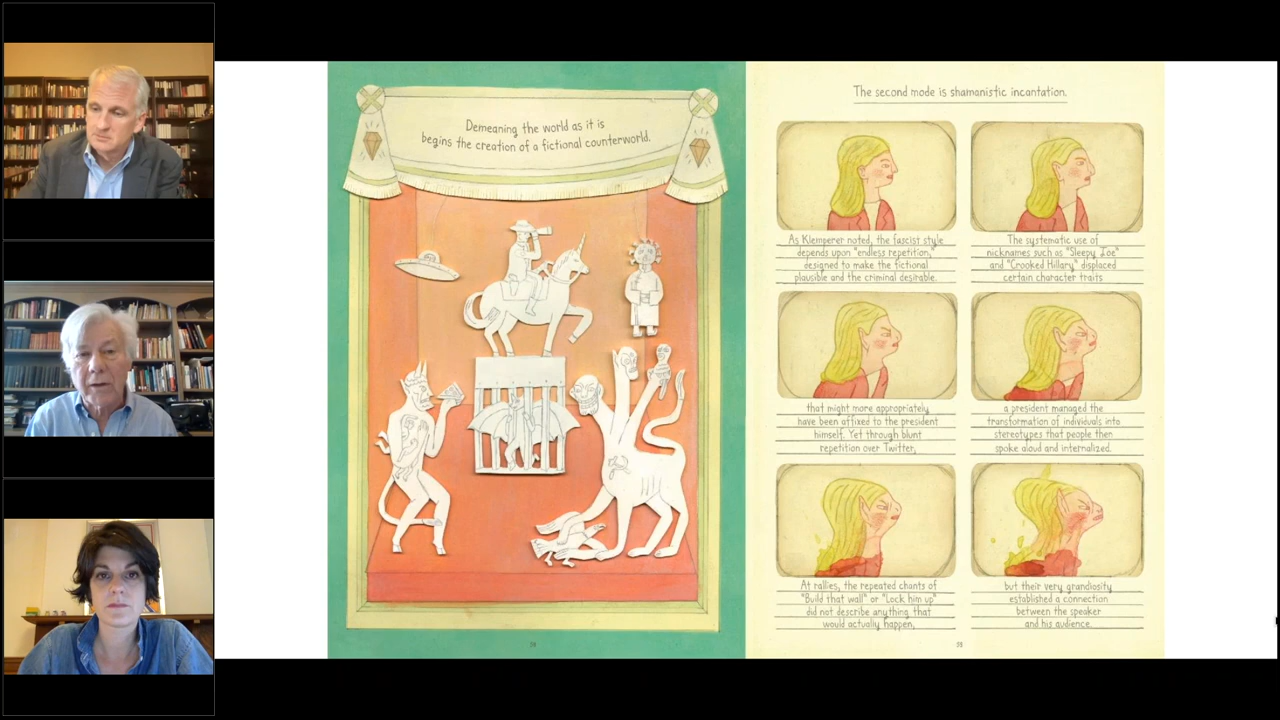 Demeaning the world as it is
begins the creation of a fictional counterworld.
The second mode is shamanistic incantation.
As Klemperer noted, the fascist style
depends upon "endless repetition,"
designed to make the fictional
plausible and the criminal desirable.
The systematic use of
nicknames such as "Sleepy Joe"
and "Crooked Hillary" displaced
certain character traits
that might more appropriately
have been affixed to the president
himself. Yet through blunt
repetition over Twitter,
a president managed the
transformation of individuals into
stereotypes that people then
spoke aloud and internalized.
At rallies, the repeated chants of
"Build that wall" or "Lock him up"
did not describe anything that
would actually happen,
but their very grandiosity
established a connection
between the speaker
and his audience.